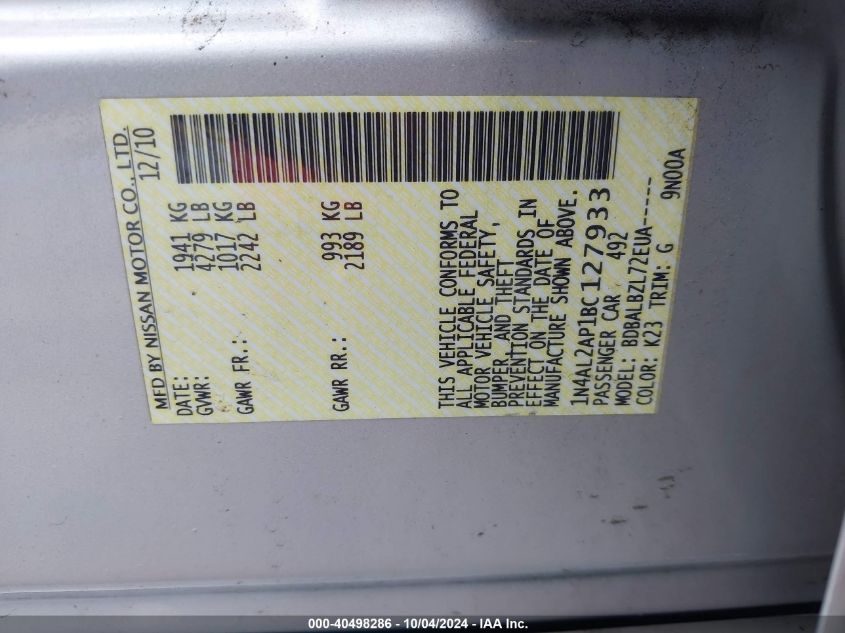 MFD BY NISSAN MOTOR CO., LTD.
DATE: 12/10
GVWR: 1941 KG
4279 LB
GAWR FR.: 1017 KG
2242 LB
GAWR RR.: 993 KG
2189 LB
THIS VEHICLE CONFORMS TO
ALL APPLICABLE FEDERAL
MOTOR VEHICLE SAFETY,
BUMPER, AND THEFT
PREVENTION STANDARDS IN
EFFECT ON THE DATE OF
MANUFACTURE SHOWN ABOVE.
1N4AL2AP1BC127933
PASSENGER CAR 492
MODEL: BDBALBZL72EUA-----
COLOR: K23 TRIM: G 9N00A
000-40498286 - 10/04/2024 - IAA Inc.